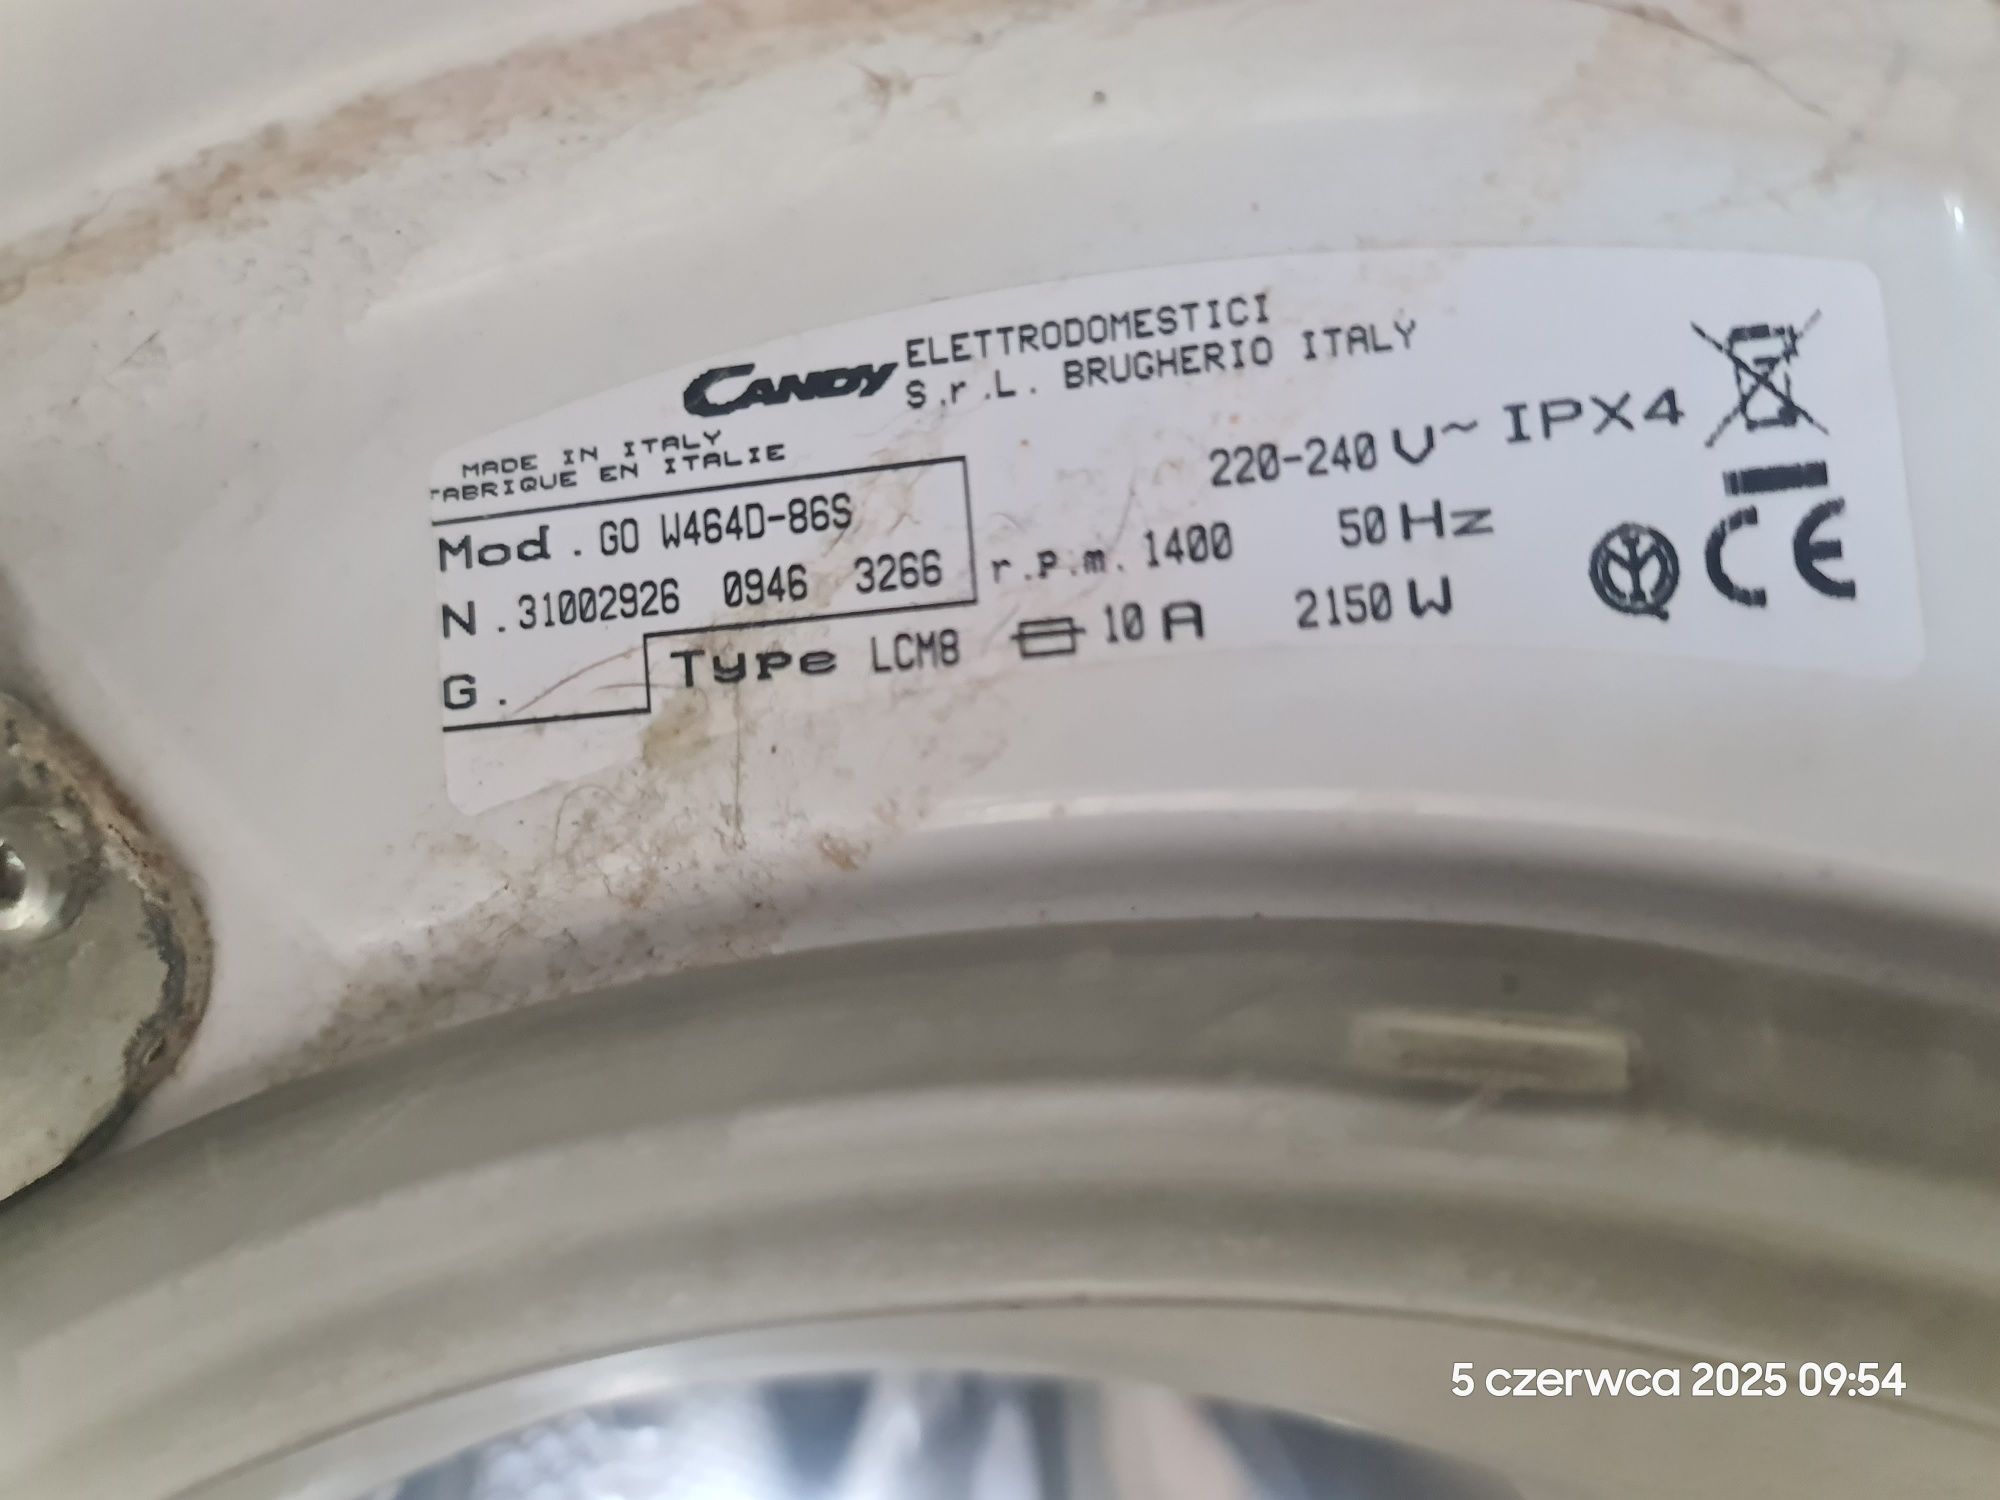 CANDY ELETTRODOMESTICI
S.r.L. BRUGHERIO ITALY
MADE IN ITALY
FABRIQUE EN ITALIE
220-240 V~ IPX4
Mod. GO W464D-86S
N. 31002926 0946 3266
r.p.m. 1400 50 Hz
G.
Type LCM8 10 A 2150 W
CE
5 czerwca 2025 09:54